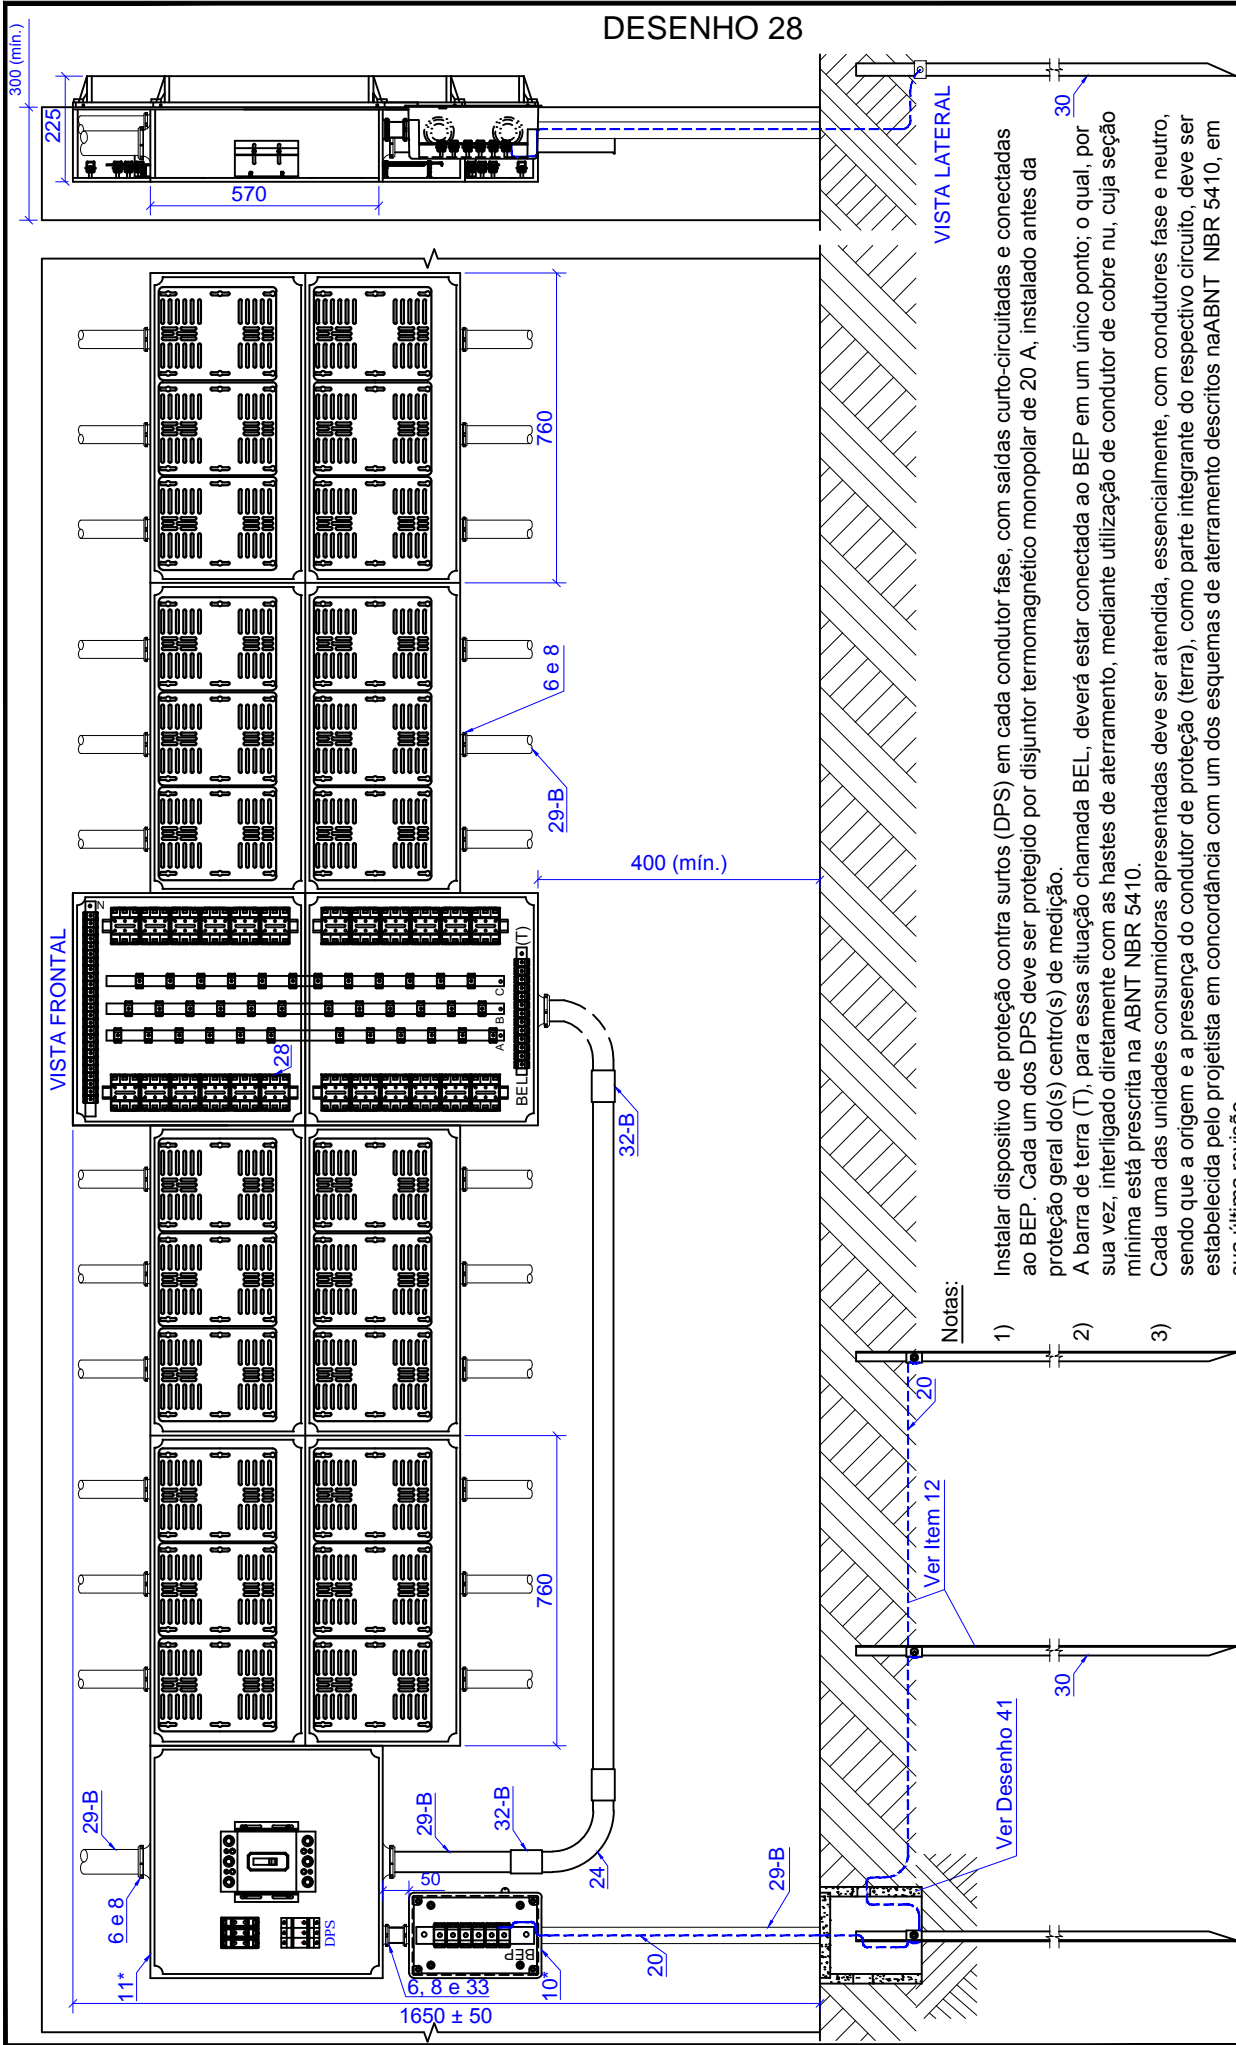 DESENHO 28
300 (mín.)
225
570
VISTA LATERAL
30
VISTA FRONTAL
760
6 e 8
29-B
400 (mín.)
N
C
B
A
(T)
BEL
28
32-B
760
29-B
6 e 8
11*
DPS
29-B
32-B
24
50
6, 8 e 33
1650 ± 50
BEP
10*
20
29-B
Ver Desenho 41
30
Ver Item 12
20
Notas:
1) Instalar dispositivo de proteção contra surtos (DPS) em cada condutor fase, com saídas curto-circuitadas e conectadas
ao BEP. Cada um dos DPS deve ser protegido por disjuntor termomagnético monopolar de 20 A, instalado antes da
proteção geral do(s) centro(s) de medição.
2) A barra de terra (T), para essa situação chamada BEL, deverá estar conectada ao BEP em um único ponto; o qual, por
sua vez, interligado diretamente com as hastes de aterramento, mediante utilização de condutor de cobre nu, cuja seção
mínima está prescrita na ABNT NBR 5410.
3) Cada uma das unidades consumidoras apresentadas deve ser atendida, essencialmente, com condutores fase e neutro,
sendo que a origem e a presença do condutor de proteção (terra), como parte integrante do respectivo circuito, deve ser
estabelecida pelo projetista em concordância com um dos esquemas de aterramento descritos naABNT NBR 5410, em
sua última revisão